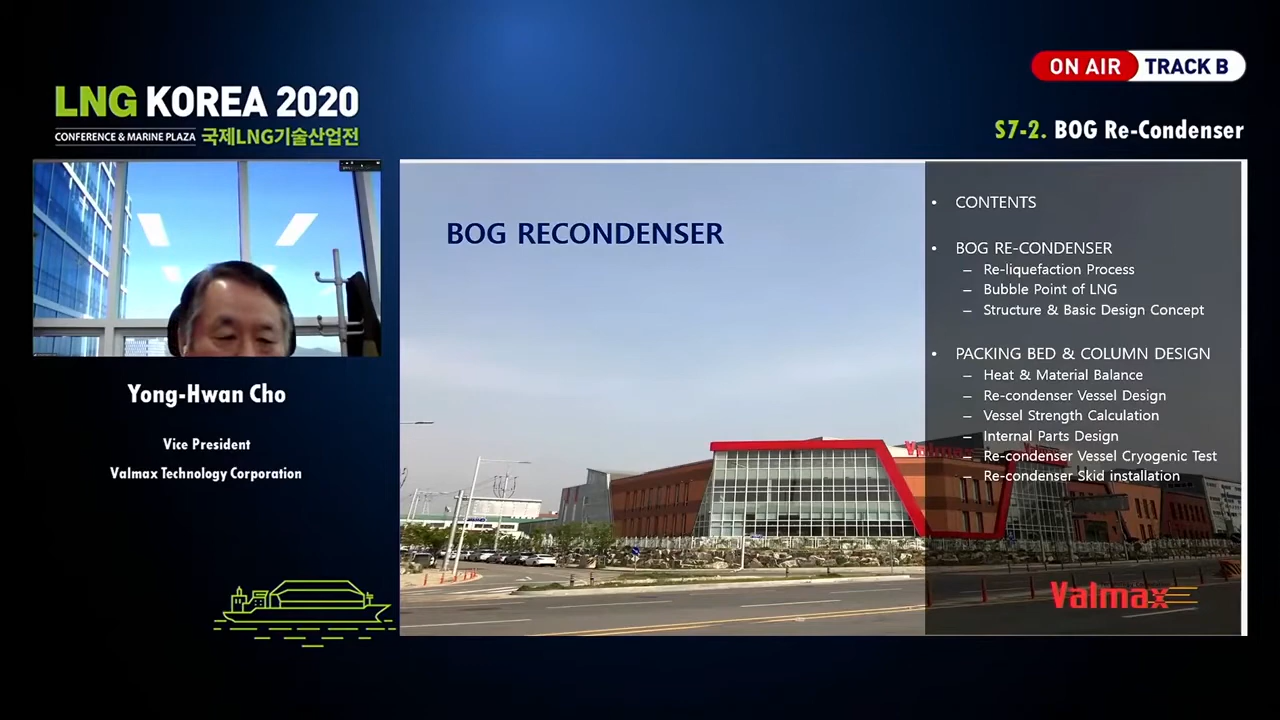 ON AIR TRACK B
LNG KOREA 2020
CONFERENCE & MARINE PLAZA 국제LNG기술산업전
S7-2. BOG Re-Condenser
Yong-Hwan Cho
Vice President
Valmax Technology Corporation
BOG RECONDENSER
• CONTENTS
• BOG RE-CONDENSER
– Re-liquefaction Process
– Bubble Point of LNG
– Structure & Basic Design Concept
• PACKING BED & COLUMN DESIGN
– Heat & Material Balance
– Re-condenser Vessel Design
– Vessel Strength Calculation
– Internal Parts Design
– Re-condenser Vessel Cryogenic Test
– Re-condenser Skid installation
Valmax